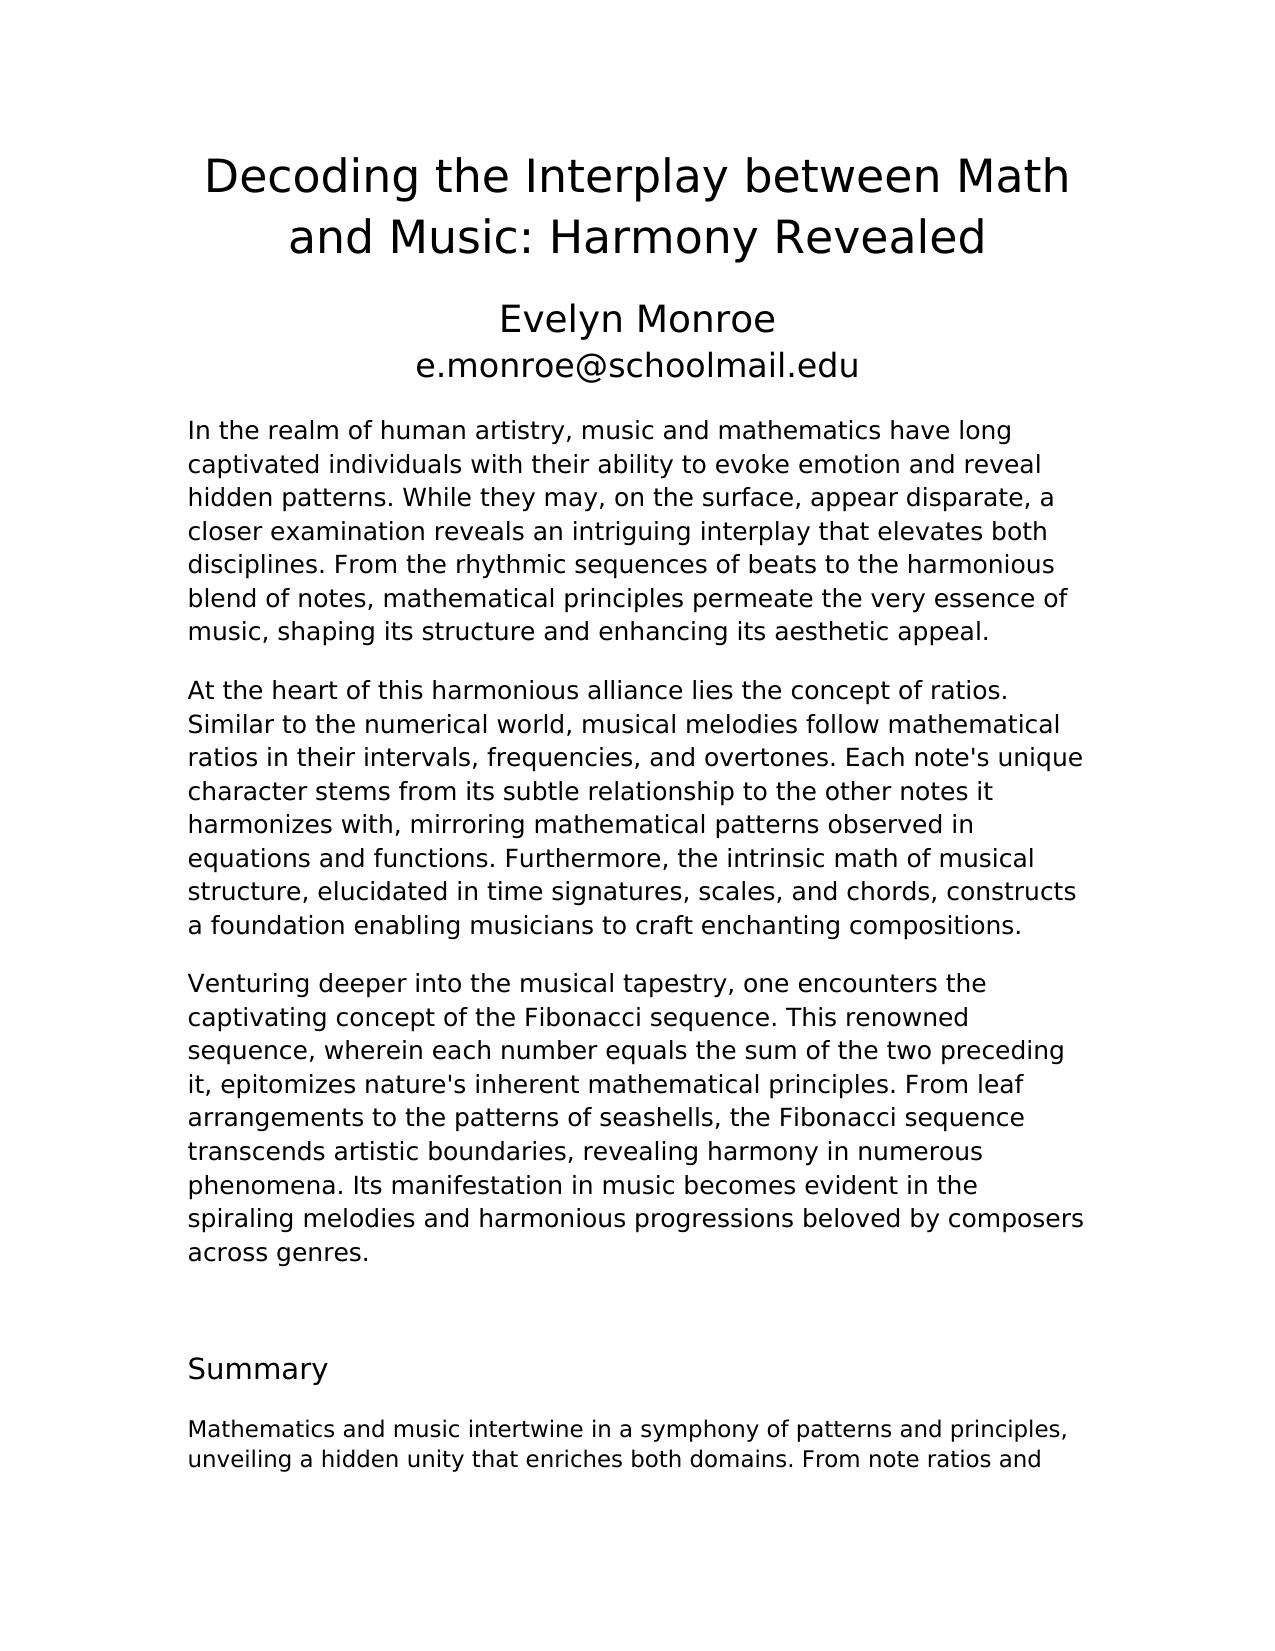 Decoding the Interplay between Math
and Music: Harmony Revealed
Evelyn Monroe
e.monroe@schoolmail.edu
In the realm of human artistry, music and mathematics have long
captivated individuals with their ability to evoke emotion and reveal
hidden patterns. While they may, on the surface, appear disparate, a
closer examination reveals an intriguing interplay that elevates both
disciplines. From the rhythmic sequences of beats to the harmonious
blend of notes, mathematical principles permeate the very essence of
music, shaping its structure and enhancing its aesthetic appeal.
At the heart of this harmonious alliance lies the concept of ratios.
Similar to the numerical world, musical melodies follow mathematical
ratios in their intervals, frequencies, and overtones. Each note's unique
character stems from its subtle relationship to the other notes it
harmonizes with, mirroring mathematical patterns observed in
equations and functions. Furthermore, the intrinsic math of musical
structure, elucidated in time signatures, scales, and chords, constructs
a foundation enabling musicians to craft enchanting compositions.
Venturing deeper into the musical tapestry, one encounters the
captivating concept of the Fibonacci sequence. This renowned
sequence, wherein each number equals the sum of the two preceding
it, epitomizes nature's inherent mathematical principles. From leaf
arrangements to the patterns of seashells, the Fibonacci sequence
transcends artistic boundaries, revealing harmony in numerous
phenomena. Its manifestation in music becomes evident in the
spiraling melodies and harmonious progressions beloved by composers
across genres.
Summary
Mathematics and music intertwine in a symphony of patterns and principles,
unveiling a hidden unity that enriches both domains. From note ratios and